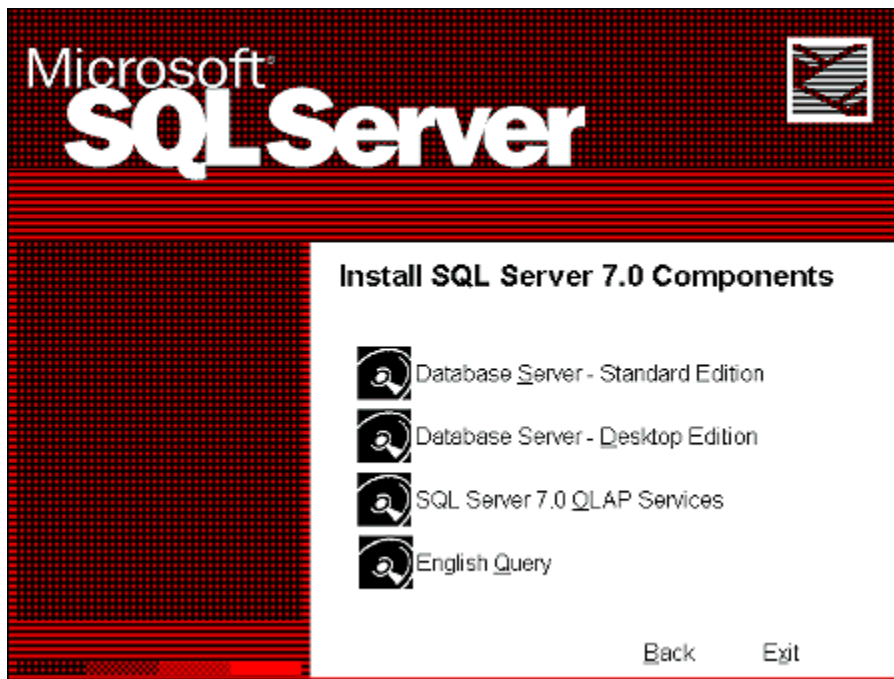 Microsoft®
SQL Server
Install SQL Server 7.0 Components
Database Server - Standard Edition
Database Server - Desktop Edition
SQL Server 7.0 OLAP Services
English Query
Back Exit